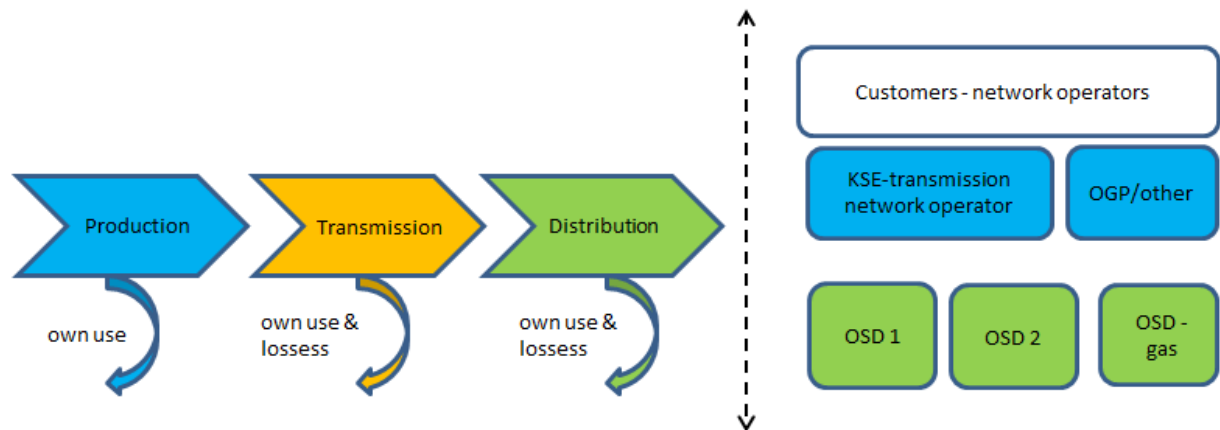 Production
Transmission
Distribution
own use
own use &
lossess
own use &
lossess
Customers - network operators
KSE-transmission
network operator
OGP/other
OSD 1
OSD 2
OSD -
gas